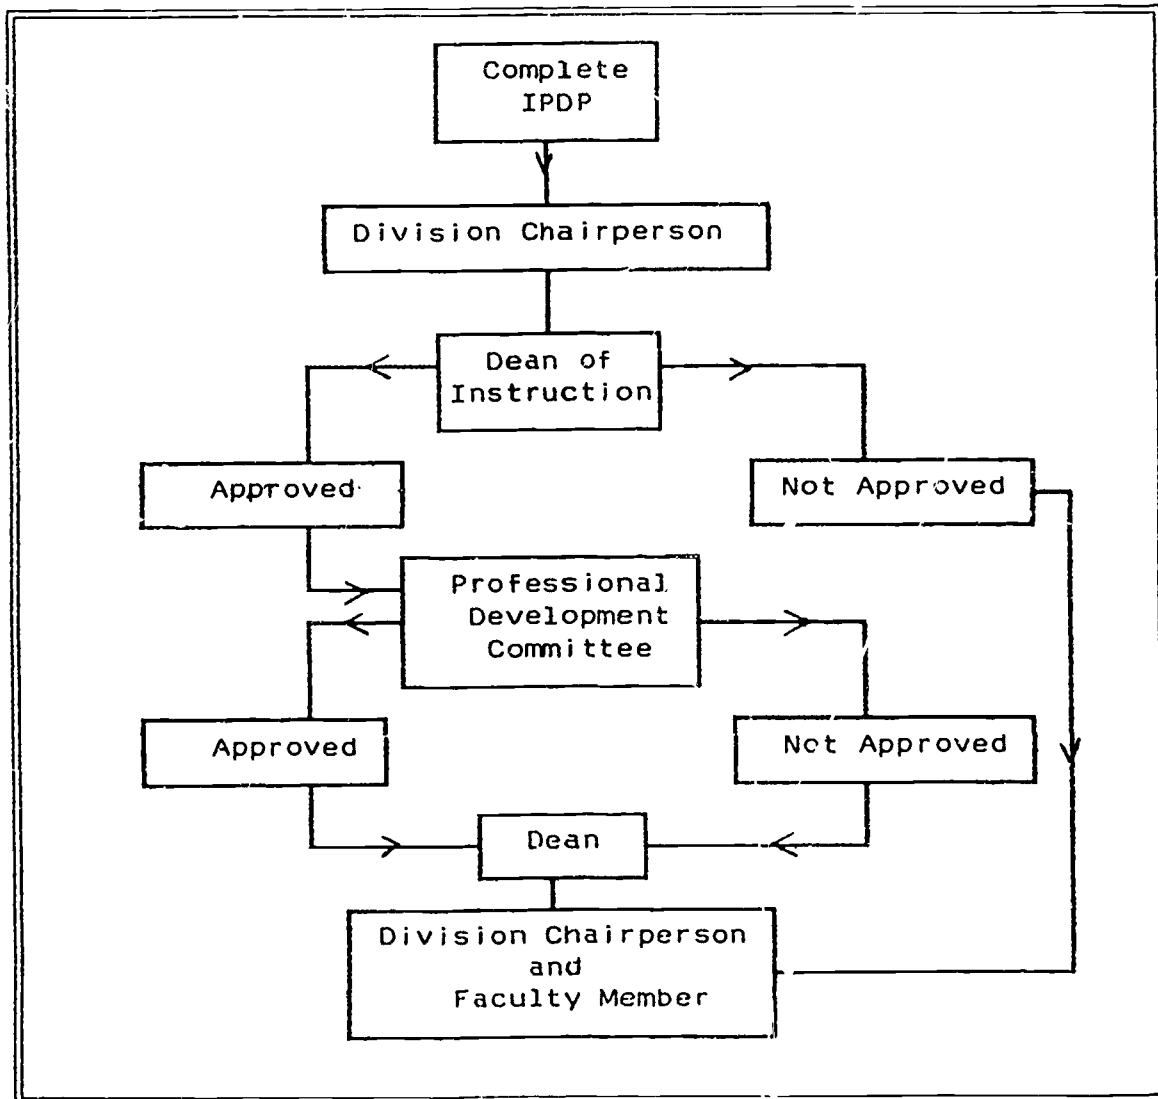 Complete
IPDP
Division Chairperson
Dean of
Instruction
Approved
Not Approved
Professional
Development
Committee
Approved
Not Approved
Dean
Division Chairperson
and
Faculty Member